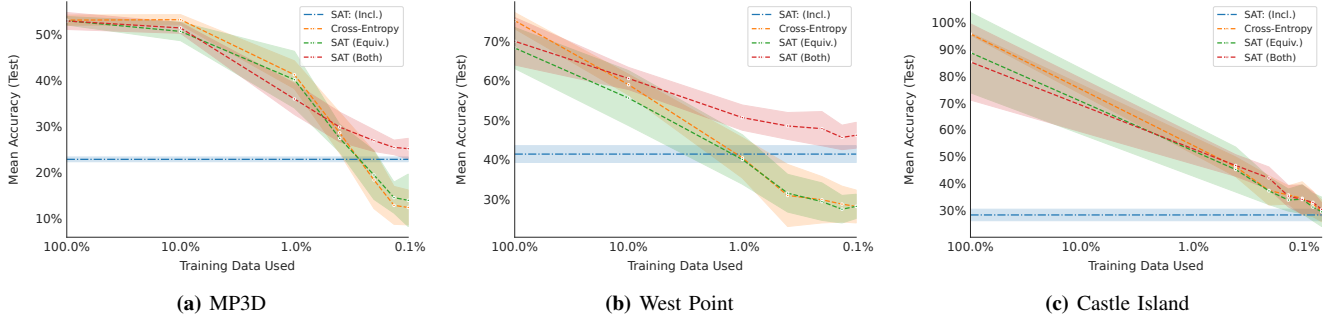 Mean Accuracy (Test)
50%
40%
30%
20%
10%
100.0%
10.0%
1.0%
0.1%
Training Data Used
SAT: (Incl.)
Cross-Entropy
SAT (Equiv.)
SAT (Both)
(a) MP3D
Mean Accuracy (Test)
70%
60%
50%
40%
30%
100.0%
10.0%
1.0%
0.1%
Training Data Used
SAT: (Incl.)
Cross-Entropy
SAT (Equiv.)
SAT (Both)
(b) West Point
Mean Accuracy (Test)
100%
90%
80%
70%
60%
50%
40%
30%
100.0%
10.0%
1.0%
0.1%
Training Data Used
SAT: (Incl.)
Cross-Entropy
SAT (Equiv.)
SAT (Both)
(c) Castle Island